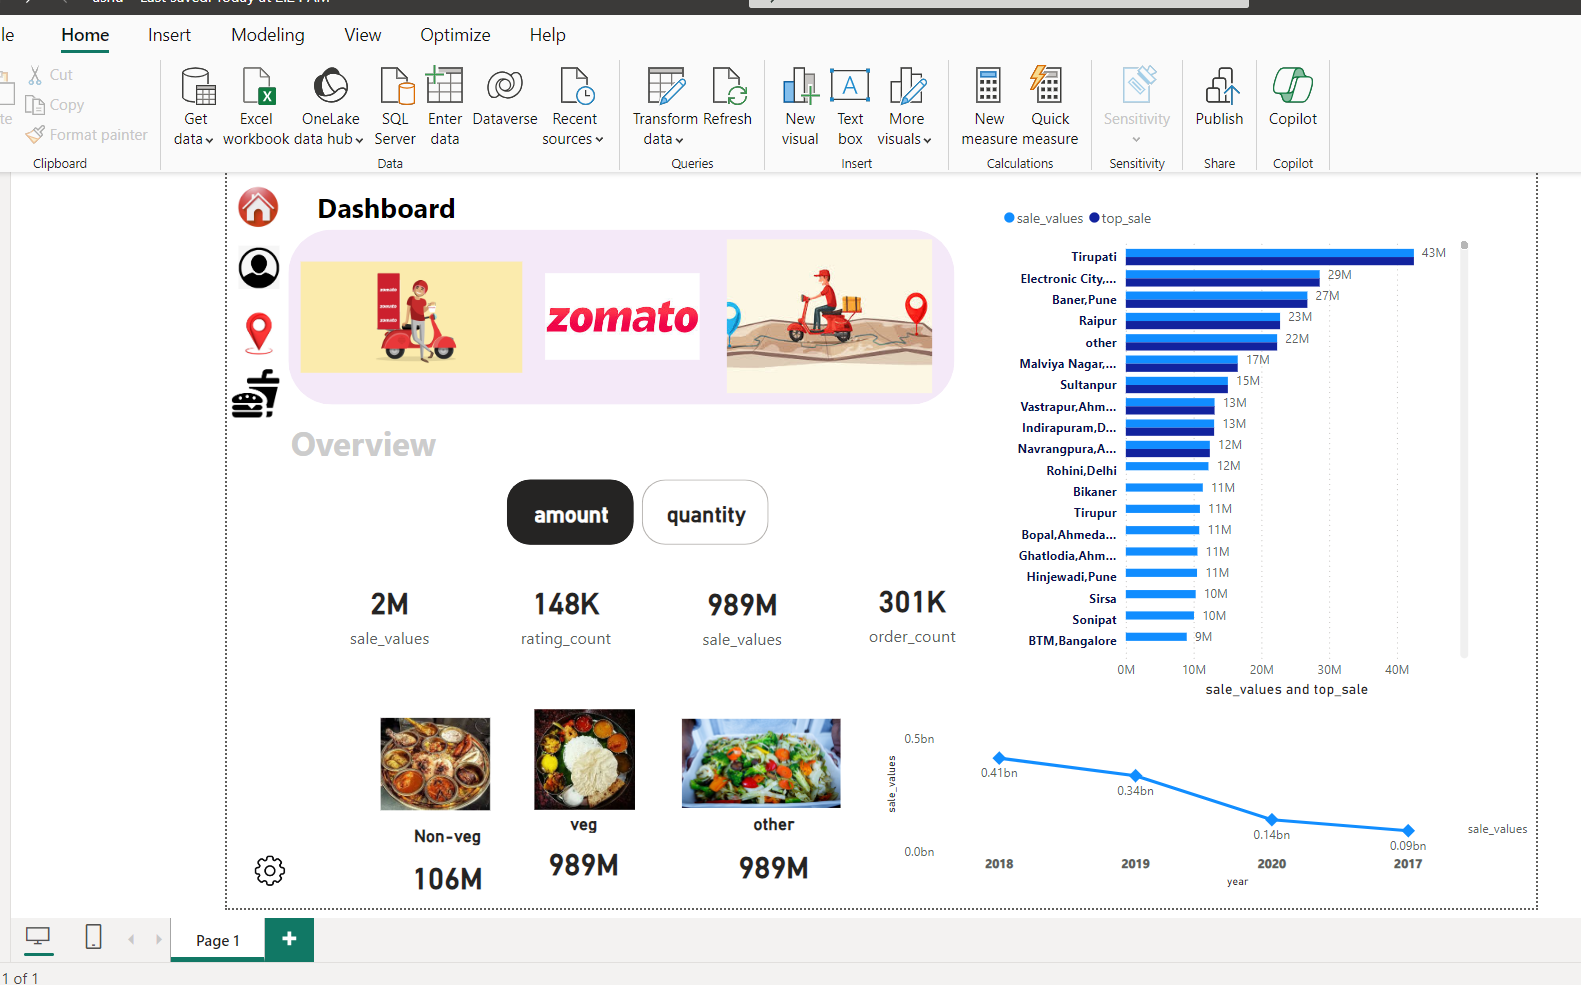 le
Home
Insert
Modeling
View
Optimize
Help
Cut
Copy
te
Format painter
Clipboard
Get data
Excel workbook
OneLake data hub
SQL Server
Enter data
Dataverse
Recent sources
Data
Transform data
Refresh
Queries
New visual
Text box
More visuals
Insert
New measure
Quick measure
Calculations
Sensitivity
Sensitivity
Publish
Share
Copilot
Copilot
Dashboard
zomato
zomato
zomato
zomato
Overview
amount
quantity
2M
sale_values
148K
rating_count
989M
sale_values
301K
order_count
Non-veg
106M
veg
989M
other
989M
sale_values
top_sale
Tirupati 43M
Electronic City,... 29M
Baner,Pune 27M
Raipur 23M
other 22M
Malviya Nagar,... 17M
Sultanpur 15M
Vastrapur,Ahm... 13M
Indirapuram,D... 13M
Navrangpura,A... 12M
Rohini,Delhi 12M
Bikaner 11M
Tirupur 11M
Bopal,Ahmeda... 11M
Ghatlodia,Ahm... 11M
Hinjewadi,Pune 11M
Sirsa 10M
Sonipat 10M
BTM,Bangalore 9M
0M 10M 20M 30M 40M
sale_values and top_sale
0.5bn
0.0bn
sale_values
0.41bn
0.34bn
0.14bn
0.09bn
sale_values
2018 2019 2020 2017
year
Page 1
1 of 1